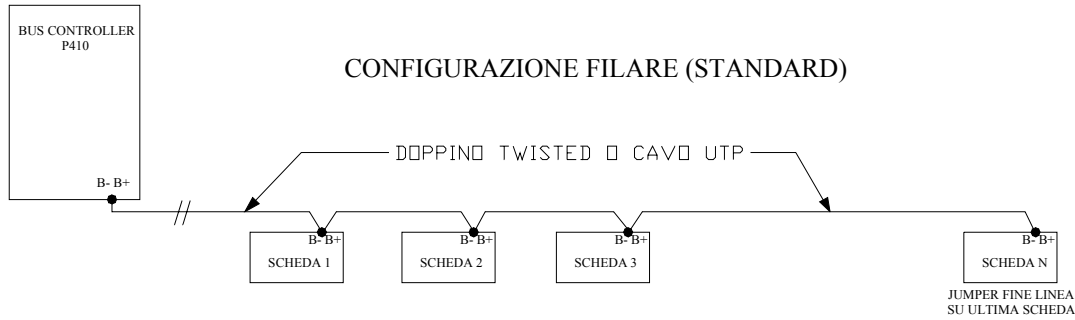 BUS CONTROLLER
P410
CONFIGURAZIONE FILARE (STANDARD)
DOPPINO TWISTED O CAVO UTP
B- B+
B- B+
B- B+
B- B+
B- B+
SCHEDA 1
SCHEDA 2
SCHEDA 3
SCHEDA N
JUMPER FINE LINEA
SU ULTIMA SCHEDA